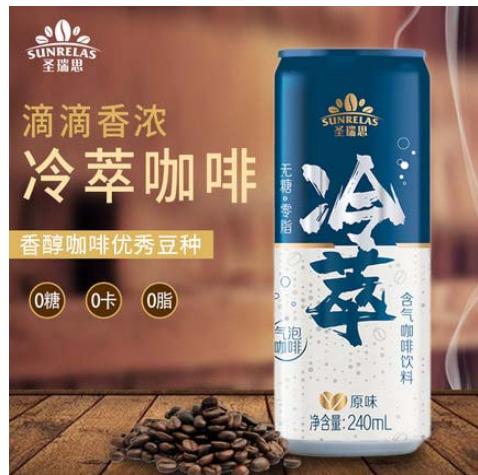 SUNRELAS
圣瑞思
滴滴香浓
冷萃咖啡
香醇咖啡优秀豆种
0糖
0卡
0脂
SUNRELAS
圣瑞思
无糖·零脂
冷萃
气泡
咖啡
含气咖啡饮料
原味
净含量:240mL